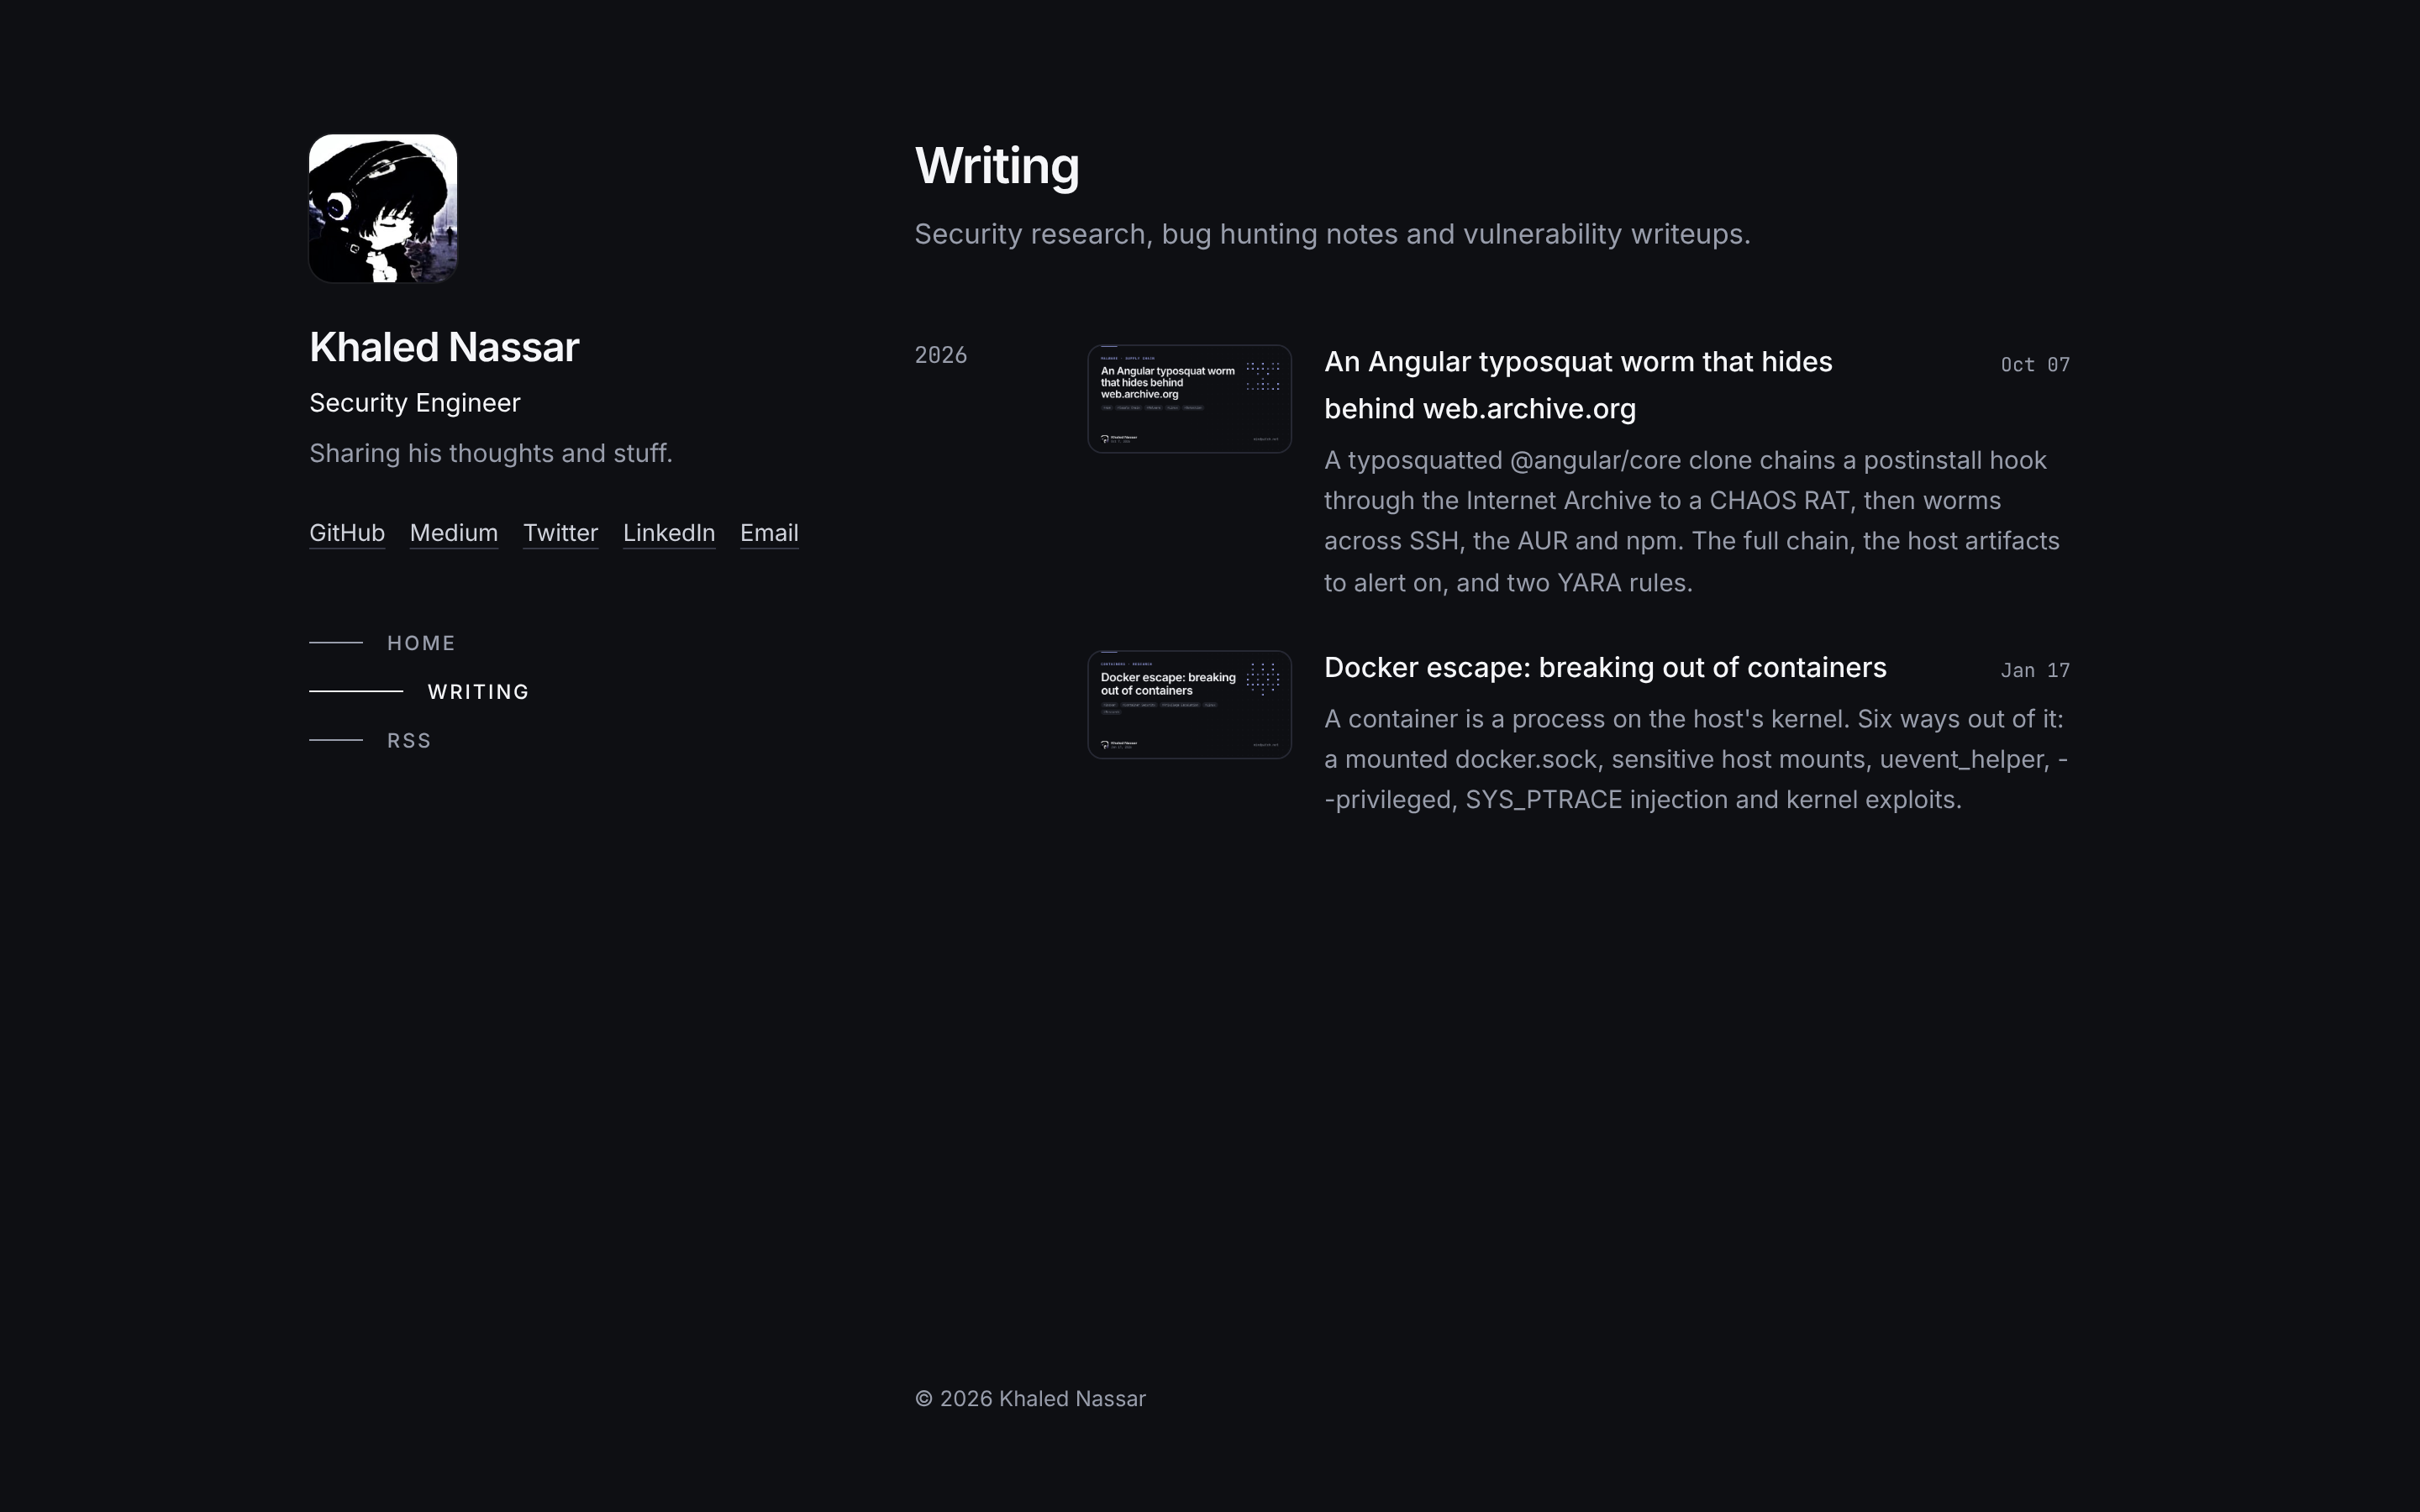 Khaled Nassar
Security Engineer
Sharing his thoughts and stuff.
GitHub Medium Twitter LinkedIn Email
HOME
WRITING
RSS
Writing
Security research, bug hunting notes and vulnerability writeups.
2026
An Angular typosquat worm
that hides behind
web.archive.org
Khaled Nassar
An Angular typosquat worm that hides
behind web.archive.org
Oct 07
A typosquatted @angular/core clone chains a postinstall hook
through the Internet Archive to a CHAOS RAT, then worms
across SSH, the AUR and npm. The full chain, the host artifacts
to alert on, and two YARA rules.
Docker escape: breaking
out of containers
Khaled Nassar
Docker escape: breaking out of containers
Jan 17
A container is a process on the host's kernel. Six ways out of it:
a mounted docker.sock, sensitive host mounts, uevent_helper, -
-privileged, SYS_PTRACE injection and kernel exploits.
© 2026 Khaled Nassar